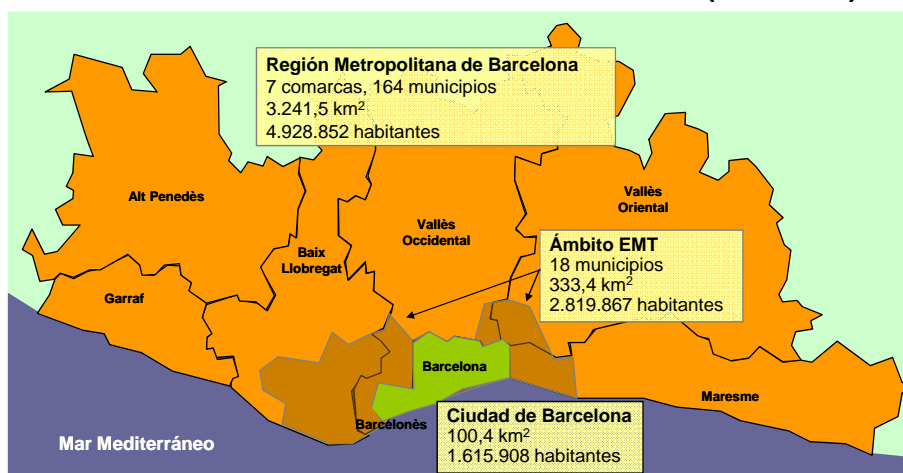 Región Metropolitana de Barcelona
7 comarcas, 164 municipios
3.241,5 km²
4.928.852 habitantes
Alt Penedès
Vallès
Oriental
Vallès
Occidental
Baix
Llobregat
Ámbito EMT
18 municipios
333,4 km²
2.819.867 habitantes
Garraf
Barcelona
Maresme
Barcelonès
Ciudad de Barcelona
100,4 km²
1.615.908 habitantes
Mar Mediterráneo